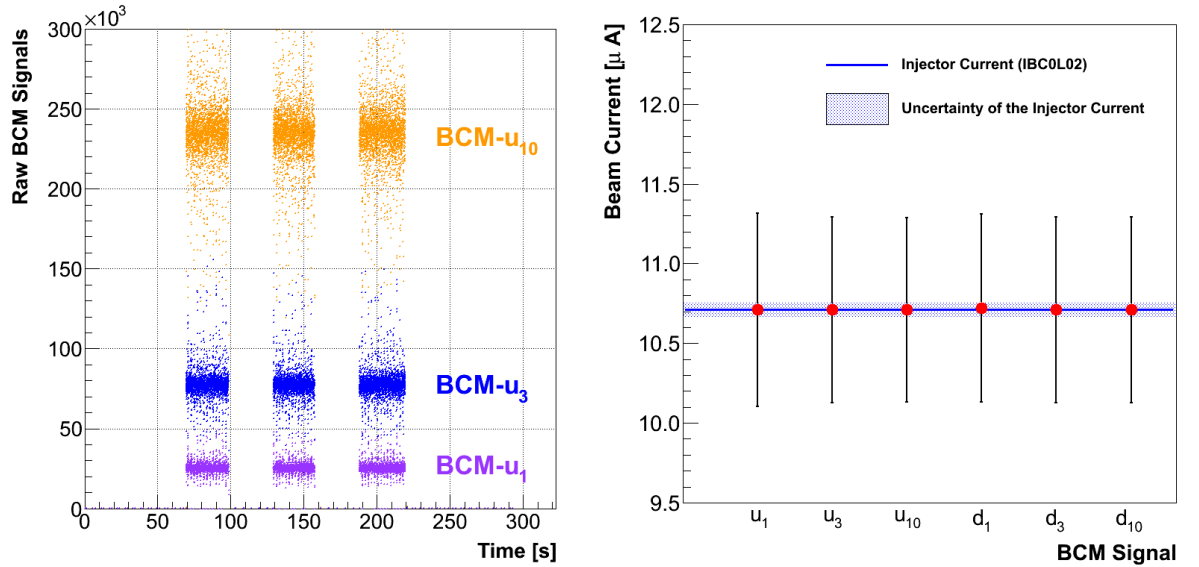 ×10³
Raw BCM Signals
300
250
200
150
100
50
0
0 50 100 150 200 250 300
Time [s]
BCM-u₁₀
BCM-u₃
BCM-u₁
Beam Current [μ A]
12.5
12.0
11.5
11.0
10.5
10.0
9.5
Injector Current (IBC0L02)
Uncertainty of the Injector Current
u₁ u₃ u₁₀ d₁ d₃ d₁₀
BCM Signal